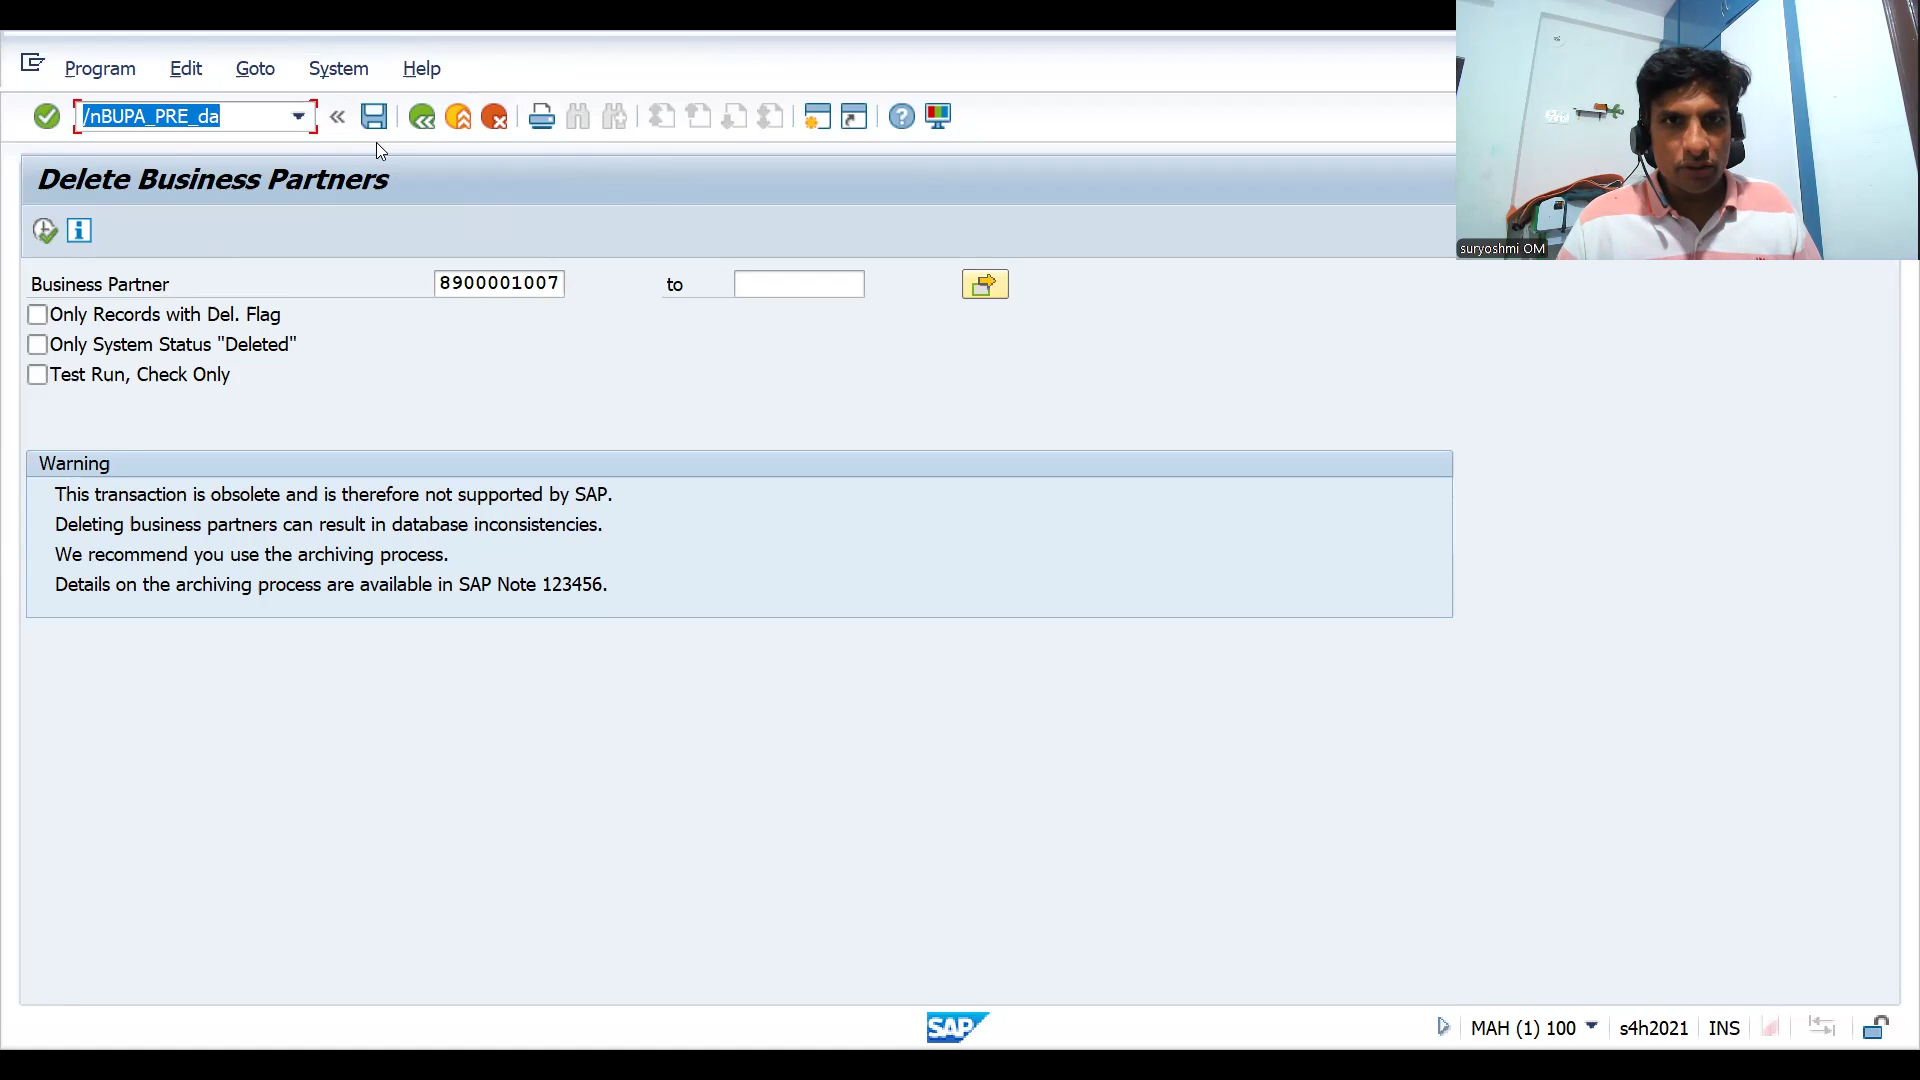 Program Edit Goto System Help
/nBUPA_PRE_da
Delete Business Partners
Business Partner 8900001007 to
Only Records with Del. Flag
Only System Status "Deleted"
Test Run, Check Only
Warning
This transaction is obsolete and is therefore not supported by SAP.
Deleting business partners can result in database inconsistencies.
We recommend you use the archiving process.
Details on the archiving process are available in SAP Note 123456.
suryoshmi OM
SAP
MAH (1) 100 s4h2021 INS